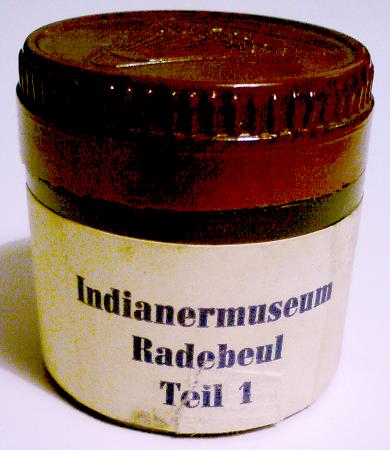 Indianermuseum
Radebeul
Teil 1